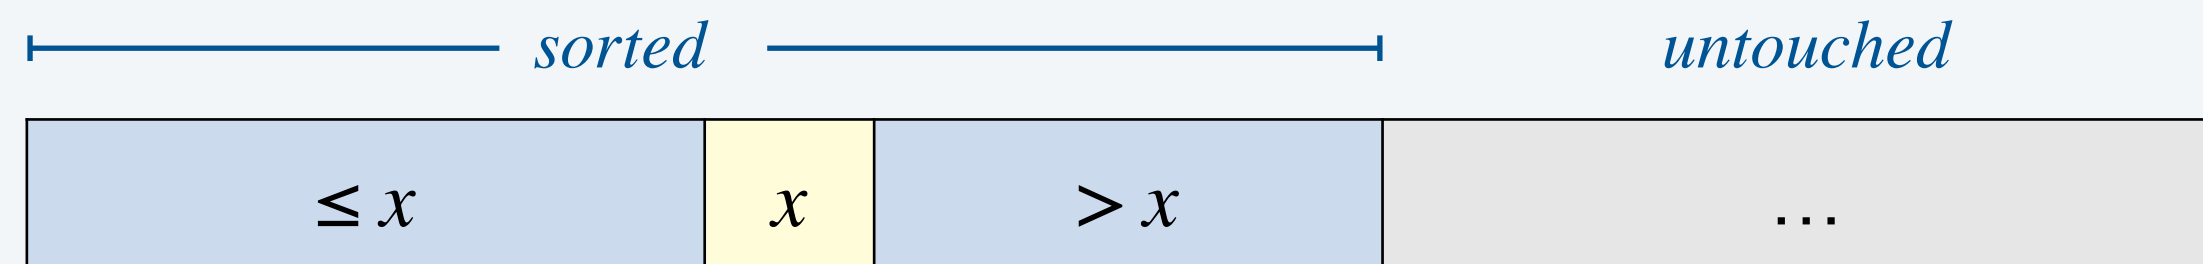 sorted untouched
≤ x x > x ...